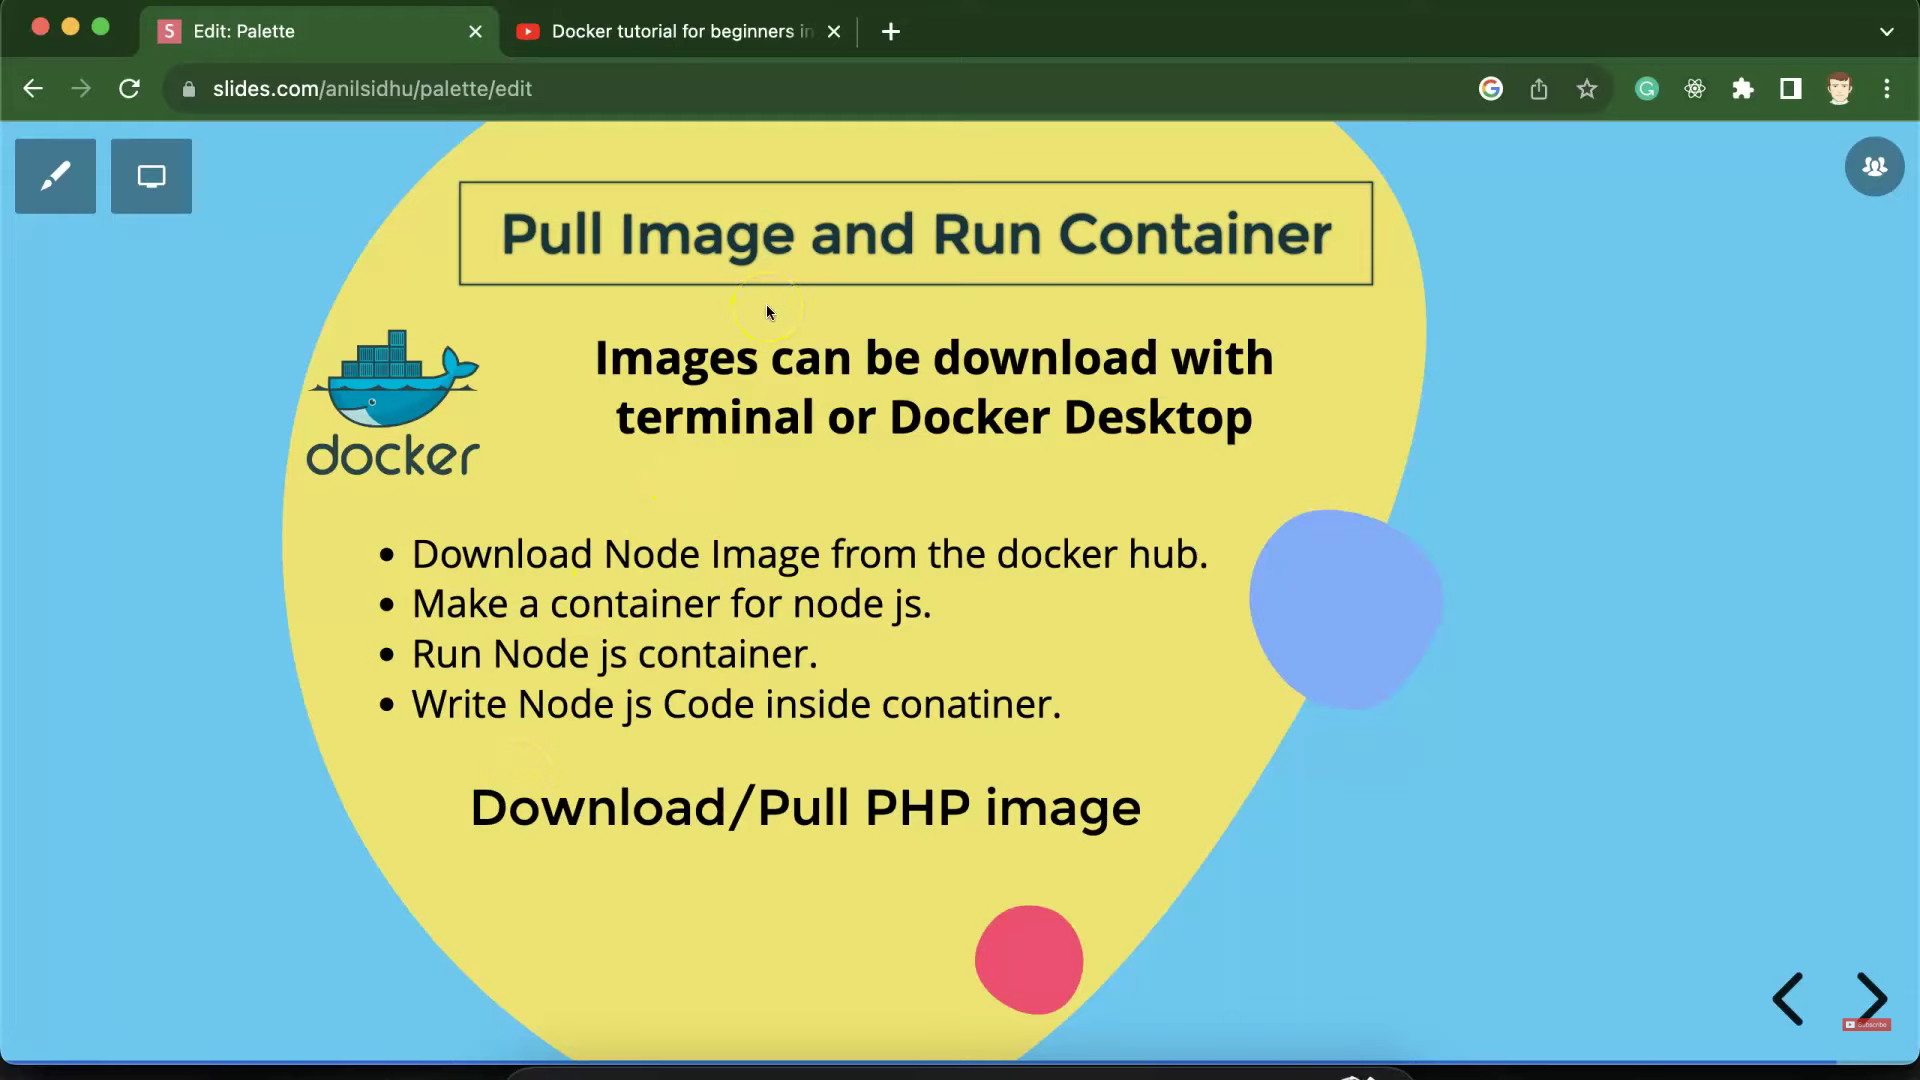 Edit: Palette
Docker tutorial for beginners in
slides.com/anilsidhu/palette/edit
Pull Image and Run Container
Images can be download with
terminal or Docker Desktop
docker
Download Node Image from the docker hub.
Make a container for node js.
Run Node js container.
Write Node js Code inside conatiner.
Download/Pull PHP image
Subscribe